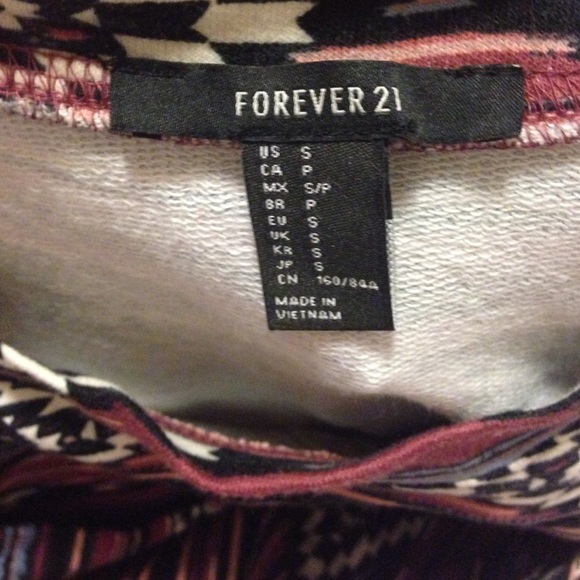 FOREVER 21
US S
CA P
MX S/P
BR P
EU S
UK S
KR S
JP S
CN 160/84A
MADE IN
VIETNAM